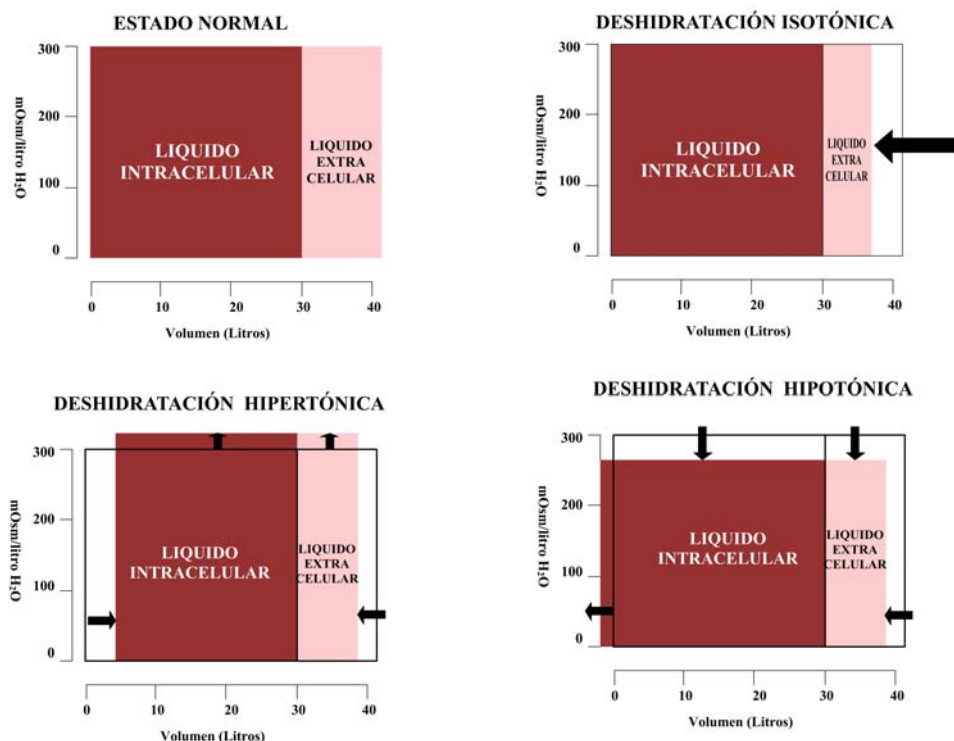 ESTADO NORMAL
300
200
100
0
mOsm/litro H₂O
LIQUIDO
INTRACELULAR
LIQUIDO
EXTRA
CELULAR
0
10
20
30
40
Volumen (Litros)
DESHIDRATACIÓN ISOTÓNICA
300
200
100
0
mOsm/litro H₂O
LIQUIDO
INTRACELULAR
LIQUIDO
EXTRA
CELULAR
0
10
20
30
40
Volumen (Litros)
DESHIDRATACIÓN HIPERTÓNICA
300
200
100
0
mOsm/litro H₂O
LIQUIDO
INTRACELULAR
LIQUIDO
EXTRA
CELULAR
0
10
20
30
40
Volumen (Litros)
DESHIDRATACIÓN HIPOTÓNICA
300
200
100
0
mOsm/litro H₂O
LIQUIDO
INTRACELULAR
LIQUIDO
EXTRA
CELULAR
0
10
20
30
40
Volumen (Litros)